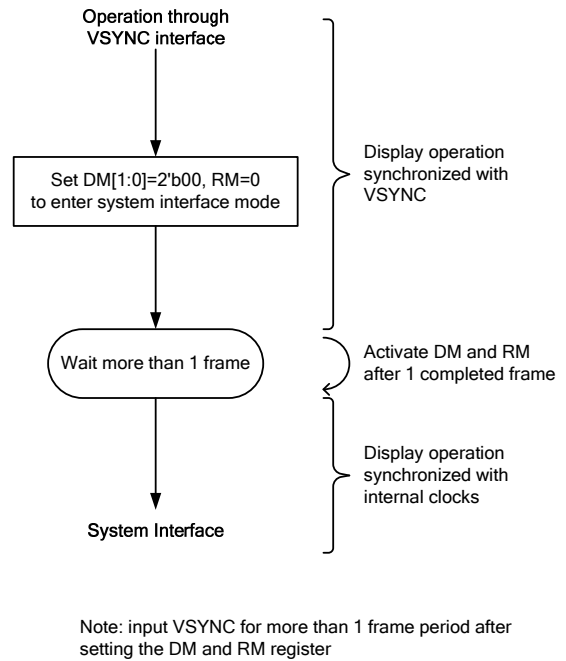 Operation through
VSYNC interface
Set DM[1:0]=2'b00, RM=0
to enter system interface mode
Display operation
synchronized with
VSYNC
Wait more than 1 frame
Activate DM and RM
after 1 completed frame
Display operation
synchronized with
internal clocks
System Interface
Note: input VSYNC for more than 1 frame period after
setting the DM and RM register